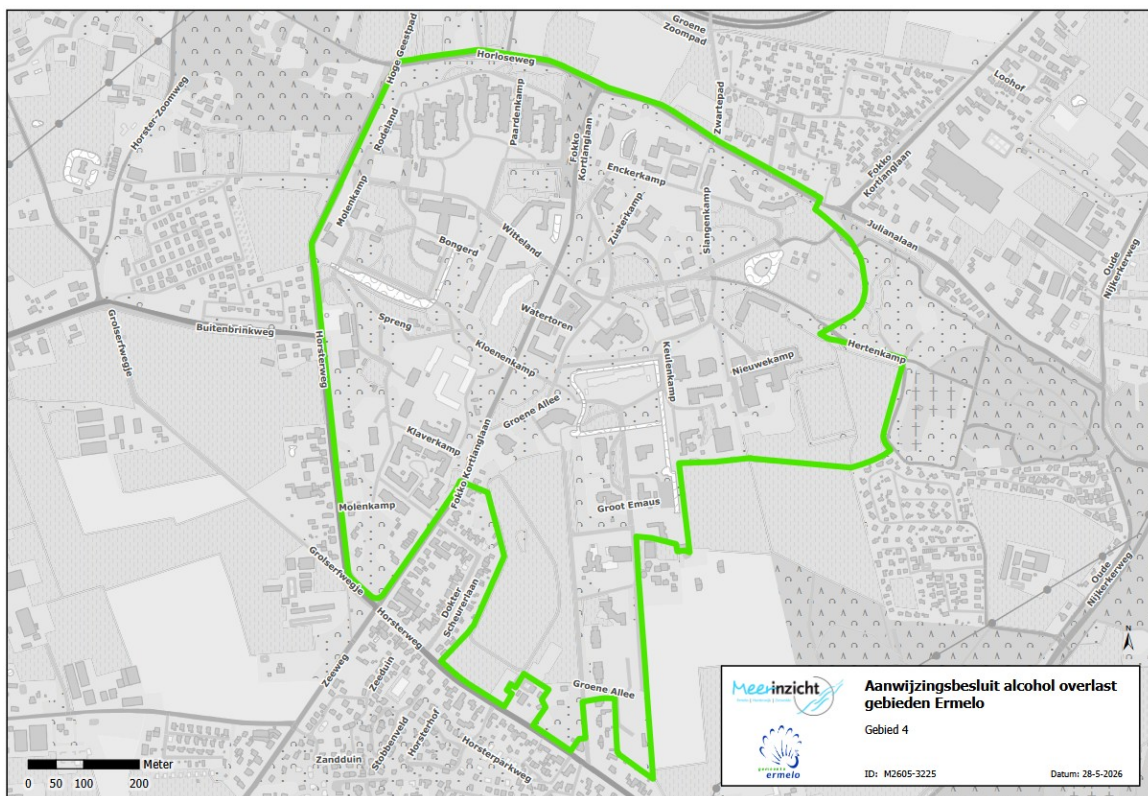 Groene
Zoompad
Hoge Geestpad
Horloseweg
Horster-Zoomweg
Loohof
Zwartepad
Paardenkamp
Rodeland
Fokko
Kortlanglaan
Fokko
Kortlanglaan
Enckerkamp
Molenkamp
Zusterkamp
Slangenkamp
Witteland
Bongerd
Julianalaan
Oude
Nijkerkerweg
Spreng
Watertoren
Buitenbrinkweg
Grolserfwegje
Horsterweg
Kloenenkamp
Keulenkamp
Nieuwekamp
Hertenkamp
Groene Allee
Klaverkamp
Fokko Kortlanglaan
Molenkamp
Groot Emaus
Grolserfwegje
Dokter
Scheurerlaan
Horsterweg
Oude
Nijkerkerweg
Zeeweg
Zeeduin
Groene Allee
Stobbenveld
Horsterhof
Horsterparkweg
Zandduin
Meter
0 50 100 200
N
Meerinzicht
Aanwijzingsbesluit alcohol overlast
gebieden Ermelo
Gebied 4
gemeente
ermelo
ID: M2605-3225
Datum: 28-5-2026